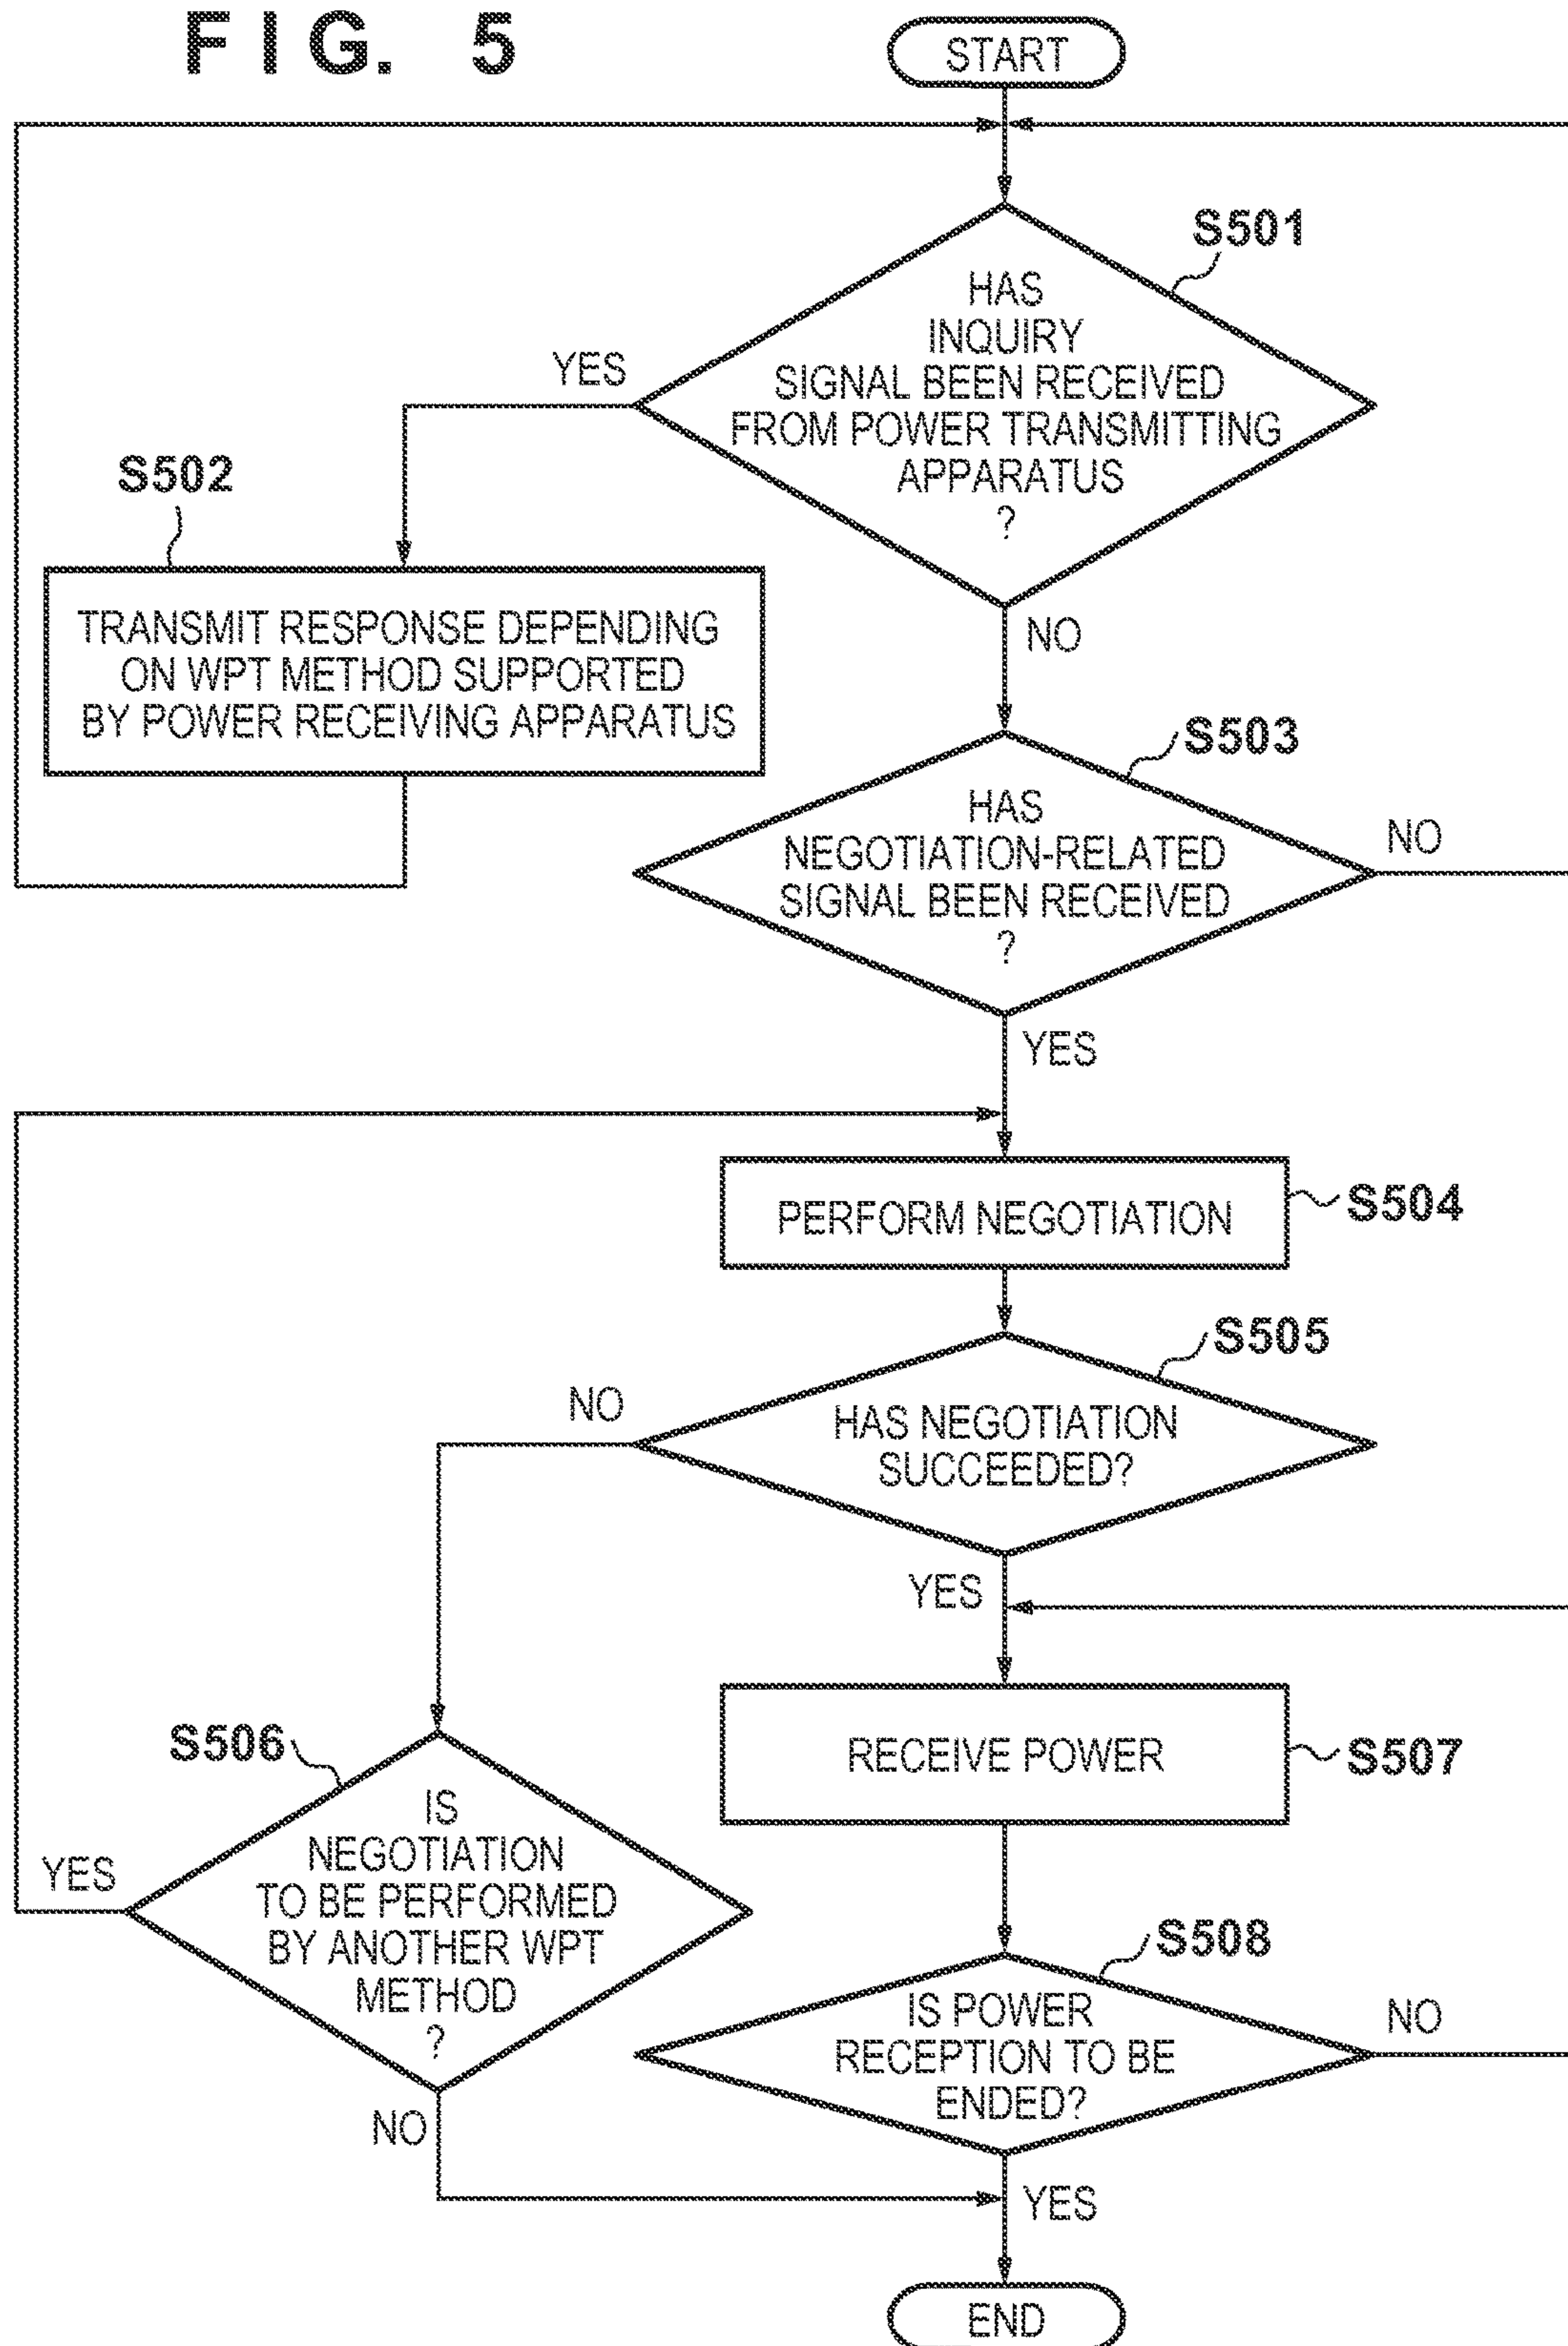 FIG. 5
START
S501
HAS
INQUIRY
SIGNAL BEEN RECEIVED
FROM POWER TRANSMITTING
APPARATUS
?
YES
S502
TRANSMIT RESPONSE DEPENDING
ON WPT METHOD SUPPORTED
BY POWER RECEIVING APPARATUS
NO
S503
HAS
NEGOTIATION-RELATED
SIGNAL BEEN RECEIVED
?
NO
YES
PERFORM NEGOTIATION
S504
S505
HAS NEGOTIATION
SUCCEEDED?
NO
YES
S506
IS
NEGOTIATION
TO BE PERFORMED
BY ANOTHER WPT
METHOD
?
YES
NO
RECEIVE POWER
S507
S508
IS POWER
RECEPTION TO BE
ENDED?
NO
YES
END